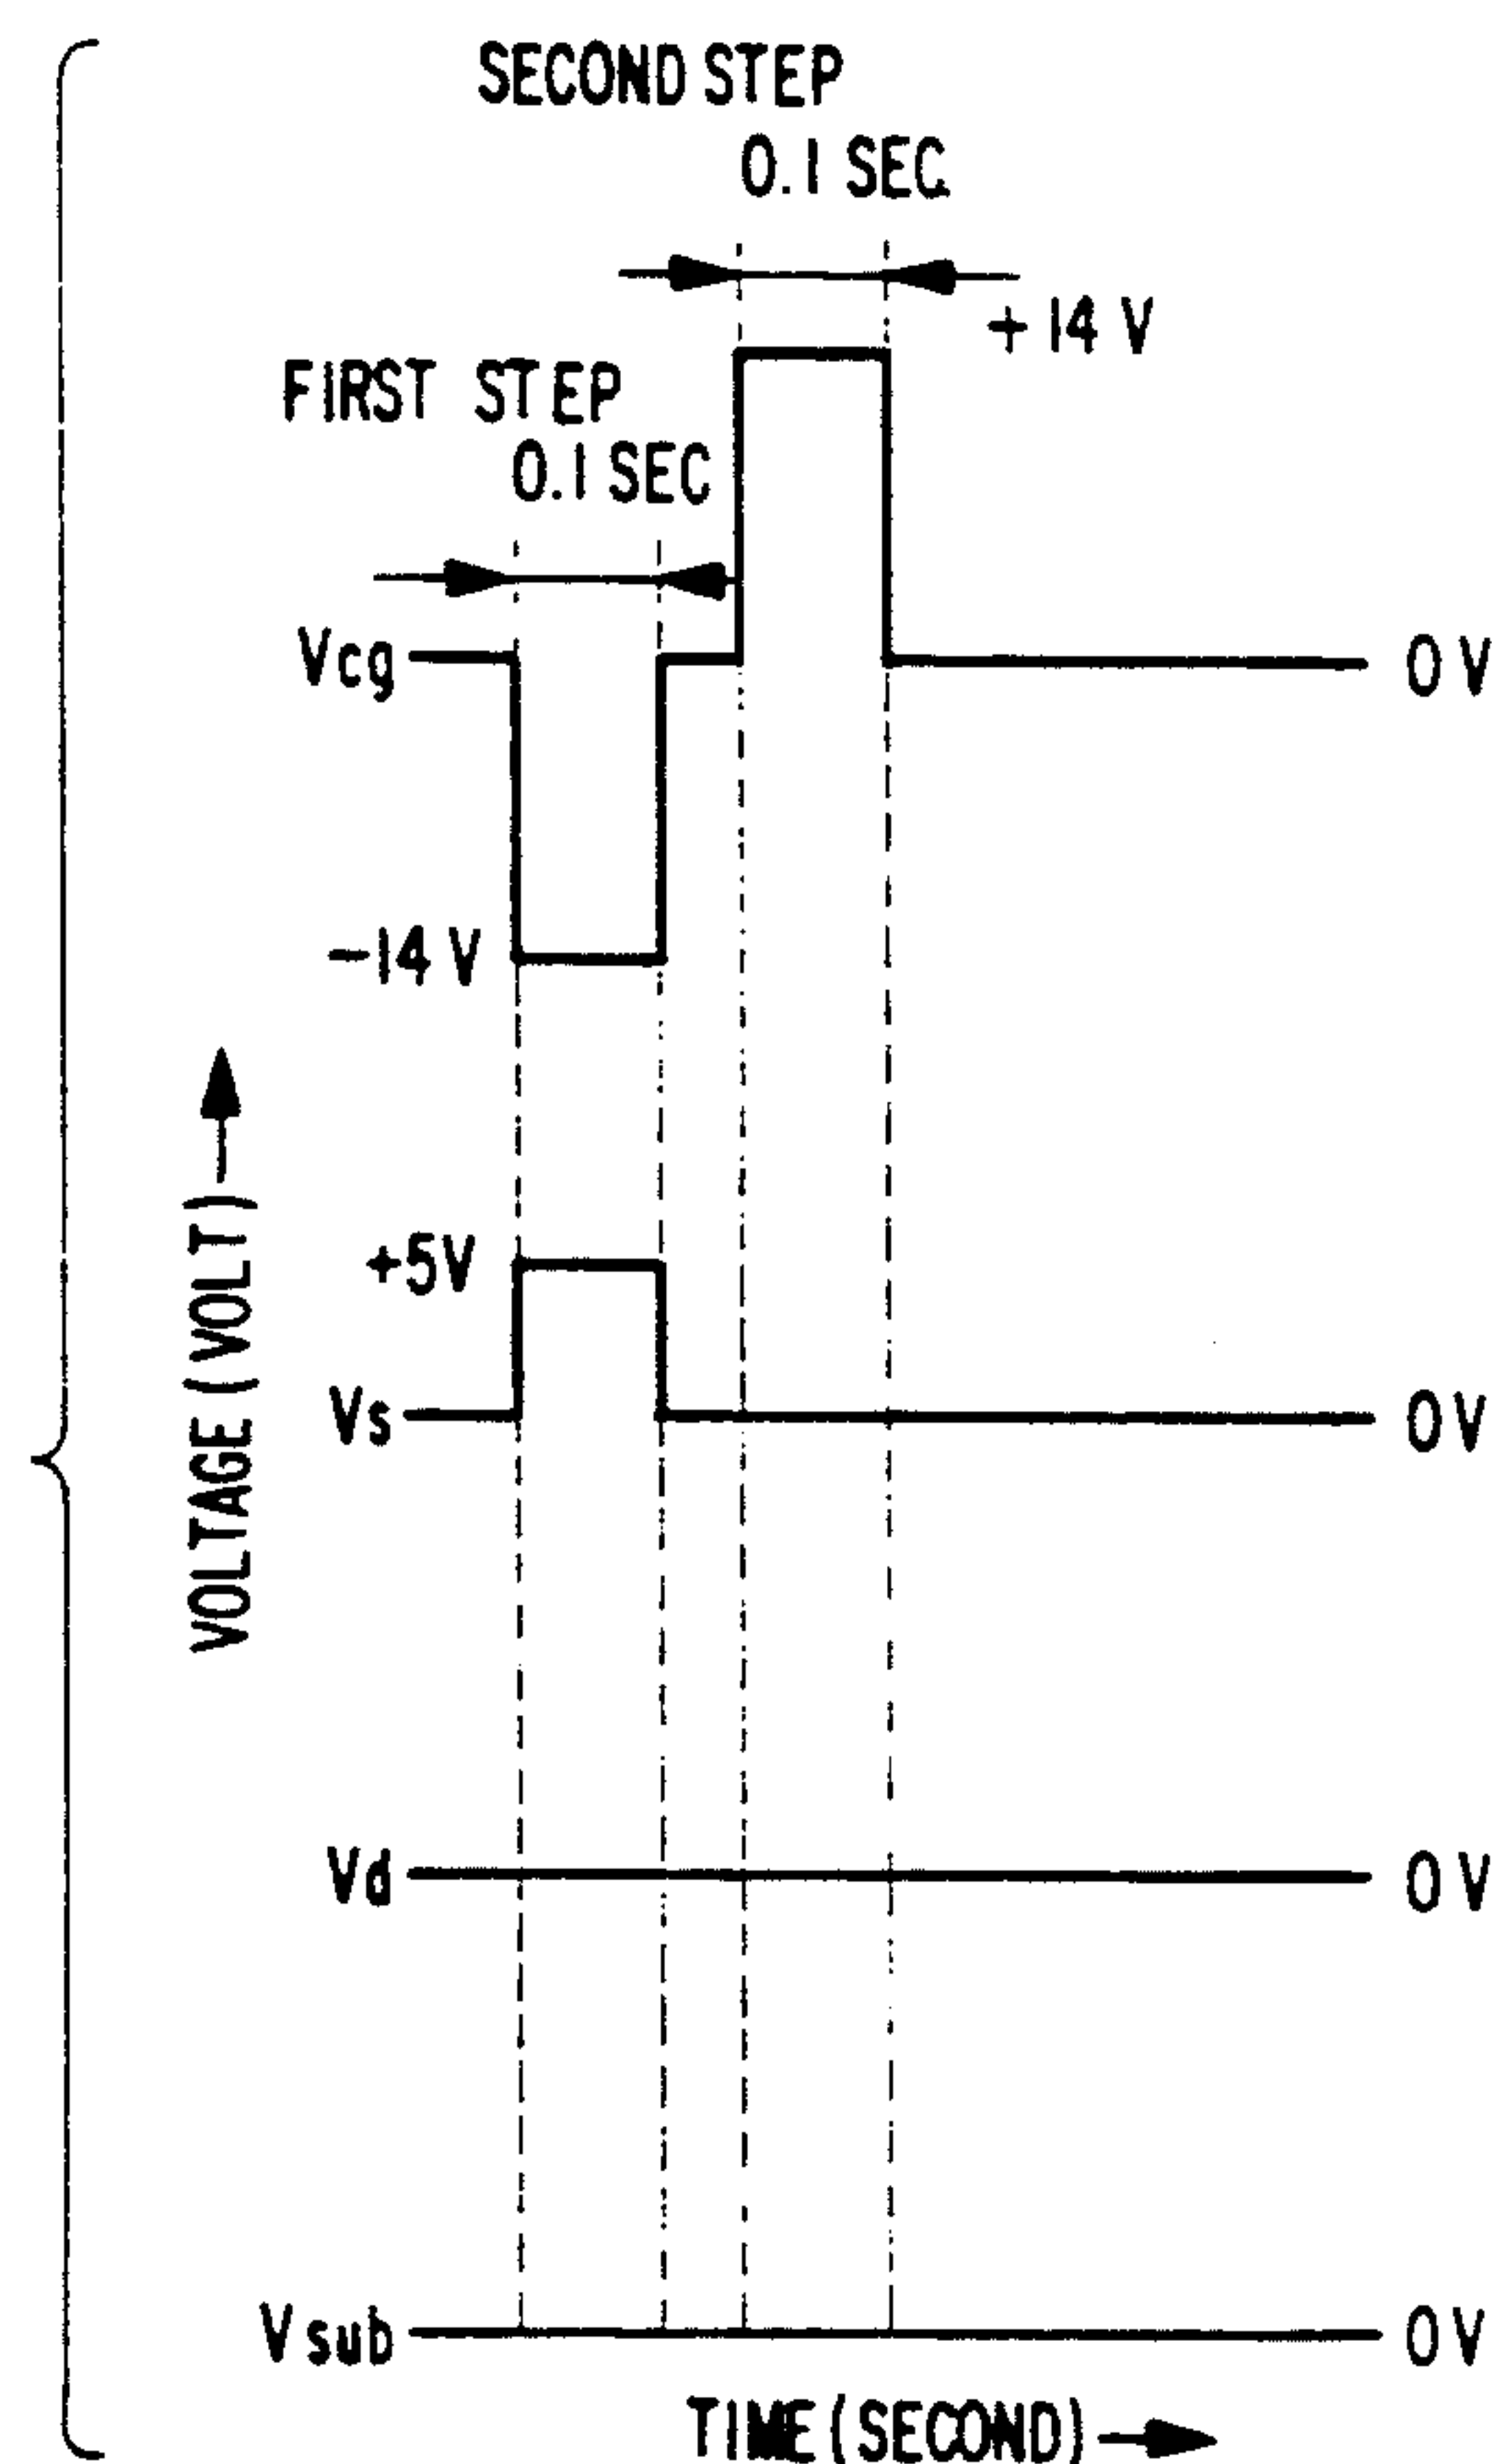 SECOND STEP
0.1 SEC
+14 V
FIRST STEP
0.1 SEC
Vcg
0 V
-14 V
VOLTAGE (VOLT)
+5V
Vs
0 V
Vd
0 V
Vsub
0 V
TIME (SECOND)